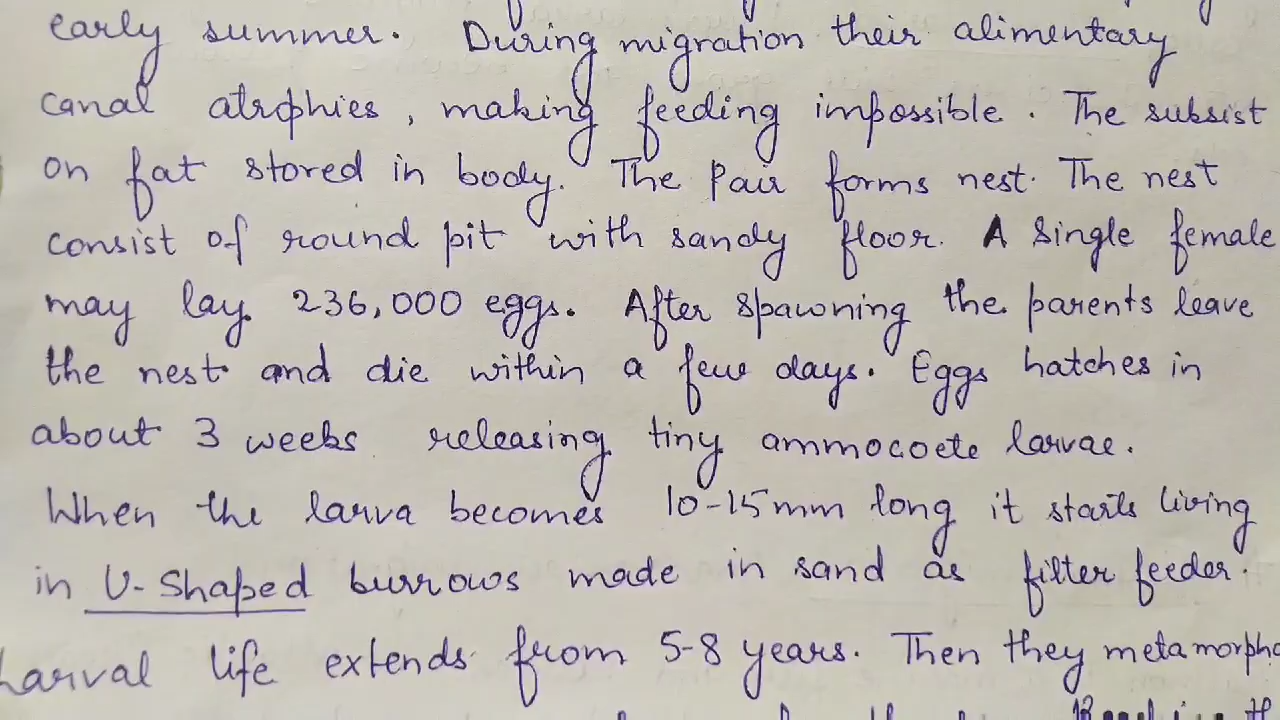 early summer. During migration their alimentary
canal atrophies, making feeding impossible. The subsist
on fat stored in body. The Pair forms nest. The nest
consist of round pit with sandy floor. A single female
may lay 236,000 eggs. After spawning the parents leave
the nest and die within a few days. Eggs hatches in
about 3 weeks releasing tiny ammocoete larvae.
When the larva becomes 10-15mm long it starts living
in U-Shaped burrows made in sand as filter feeder.
Larval life extends from 5-8 years. Then they metamorpho